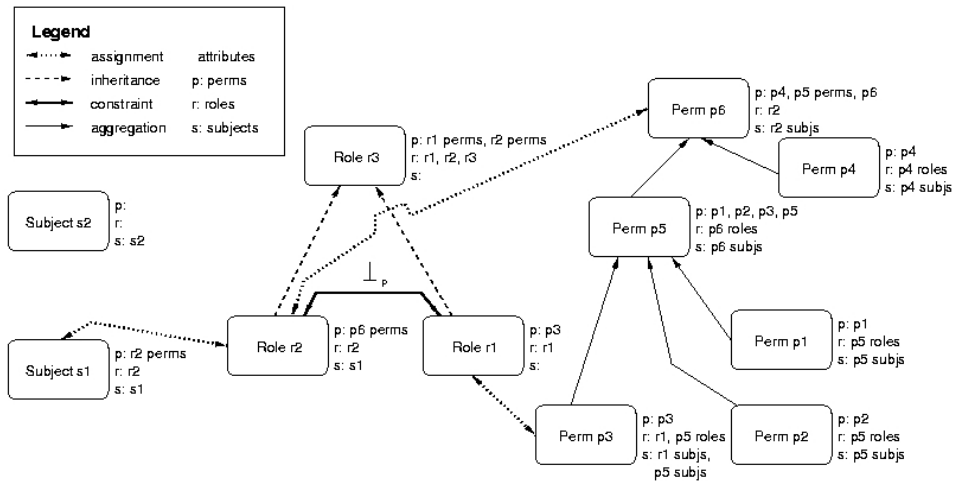 Legend
assignment attributes
inheritance p: perms
constraint r: roles
aggregation s: subjects
Perm p6
p: p4, p5 perms, p6
r: r2
s: r2 subjs
Role r3
p: r1 perms, r2 perms
r: r1, r2, r3
s:
Perm p4
p: p4
r: p4 roles
s: p4 subjs
Subject s2
p:
r:
s: s2
Perm p5
p: p1, p2, p3, p5
r: p6 roles
s: p6 subjs
⊥p
Role r2
p: p6 perms
r: r2
s: s1
Role r1
p: p3
r: r1
s:
Perm p1
p: p1
r: p5 roles
s: p5 subjs
Subject s1
p: r2 perms
r: r2
s: s1
Perm p3
p: p3
r: r1, p5 roles
s: r1 subjs,
p5 subjs
Perm p2
p: p2
r: p5 roles
s: p5 subjs